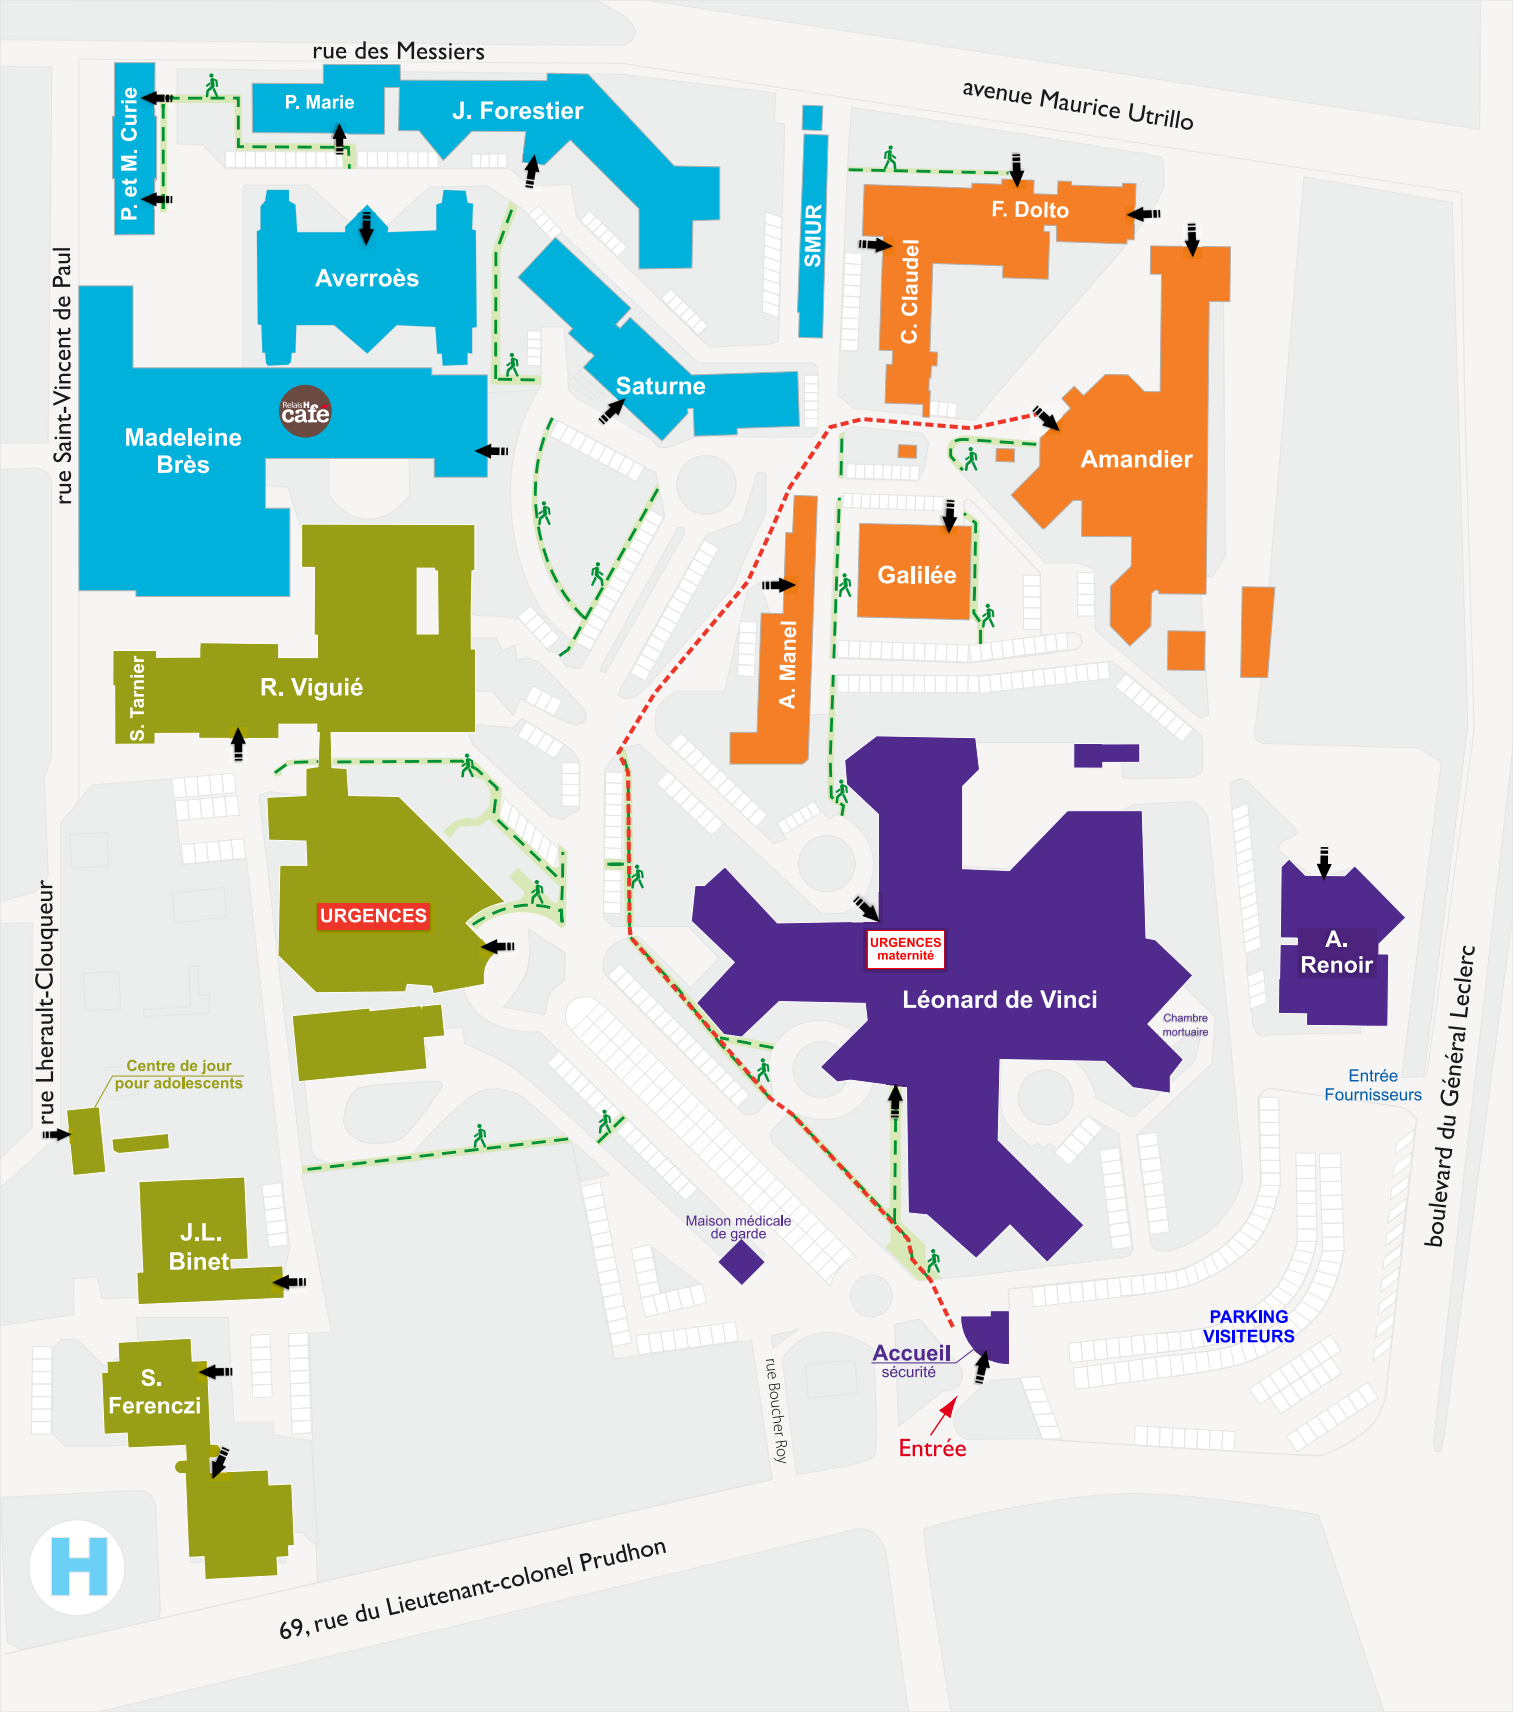 rue des Messiers
avenue Maurice Utrillo
P. et M. Curie
P. Marie
J. Forestier
SMUR
F. Dolto
C. Claudel
Averroès
rue Saint-Vincent de Paul
Saturne
Relais H
cafe
Madeleine
Brès
Amandier
Galilée
A. Manel
S. Tarnier
R. Viguié
URGENCES
URGENCES
maternité
Léonard de Vinci
Chambre
mortuaire
A.
Renoir
rue Lherault-Clouqueur
boulevard du Général Leclerc
Centre de jour
pour adolescents
Entrée
Fournisseurs
J.L.
Binet
Maison médicale
de garde
PARKING
VISITEURS
Accueil
sécurité
S.
Ferenczi
rue Boucher Roy
Entrée
H
69, rue du Lieutenant-colonel Prudhon